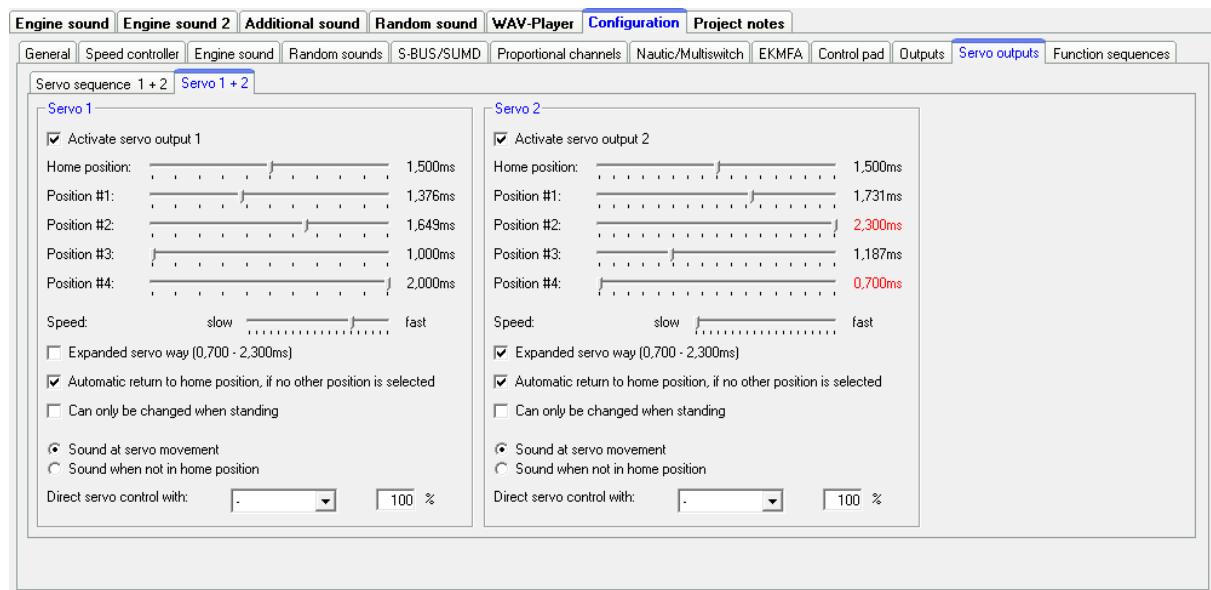 Engine sound Engine sound 2 Additional sound Random sound WAV-Player Configuration Project notes
General Speed controller Engine sound Random sounds S-BUS/SUMD Proportional channels Nautic/Multiswitch EKMFA Control pad Outputs Servo outputs Function sequences
Servo sequence 1 + 2 Servo 1 + 2
Servo 1
Activate servo output 1
Home position: 1,500ms
Position #1: 1,376ms
Position #2: 1,649ms
Position #3: 1,000ms
Position #4: 2,000ms
Speed: slow fast
Expanded servo way (0,700 - 2,300ms)
Automatic return to home position, if no other position is selected
Can only be changed when standing
Sound at servo movement
Sound when not in home position
Direct servo control with: - 100 %
Servo 2
Activate servo output 2
Home position: 1,500ms
Position #1: 1,731ms
Position #2: 2,300ms
Position #3: 1,187ms
Position #4: 0,700ms
Speed: slow fast
Expanded servo way (0,700 - 2,300ms)
Automatic return to home position, if no other position is selected
Can only be changed when standing
Sound at servo movement
Sound when not in home position
Direct servo control with: - 100 %